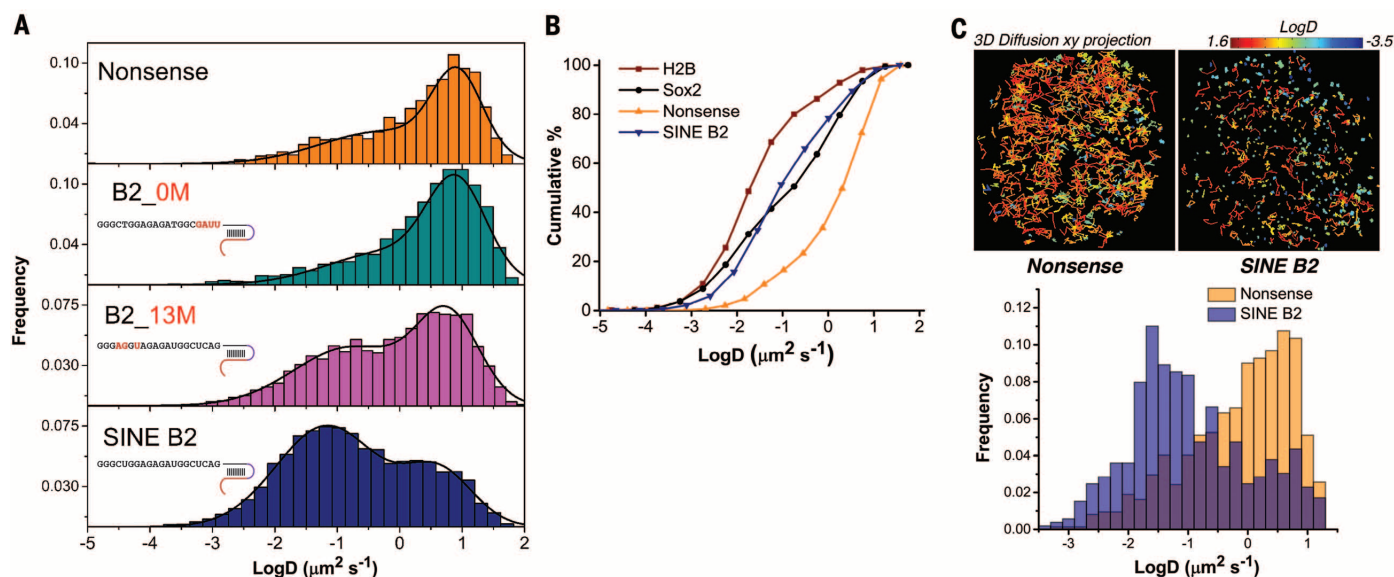 A
Nonsense
0.10
0.04
B2_0M
0.10
GGGCTGGAGAGATGGCGAUU
0.04
B2_13M
0.075
GGGAGGUAGAGAUGGCUCAG
0.030
SINE B2
0.075
GGGCUGGAGAGAUGGCUCAG
0.030
Frequency
-5 -4 -3 -2 -1 0 1 2
LogD (μm² s⁻¹)
B
H2B
Sox2
Nonsense
SINE B2
100
80
60
40
20
0
Cumulative %
-5 -4 -3 -2 -1 0 1 2
LogD (μm² s⁻¹)
C
LogD
3D Diffusion xy projection 1.6 -3.5
Nonsense SINE B2
Nonsense
SINE B2
0.12
0.10
0.08
0.06
0.04
0.02
0.00
Frequency
-3 -2 -1 0 1
LogD (μm² s⁻¹)